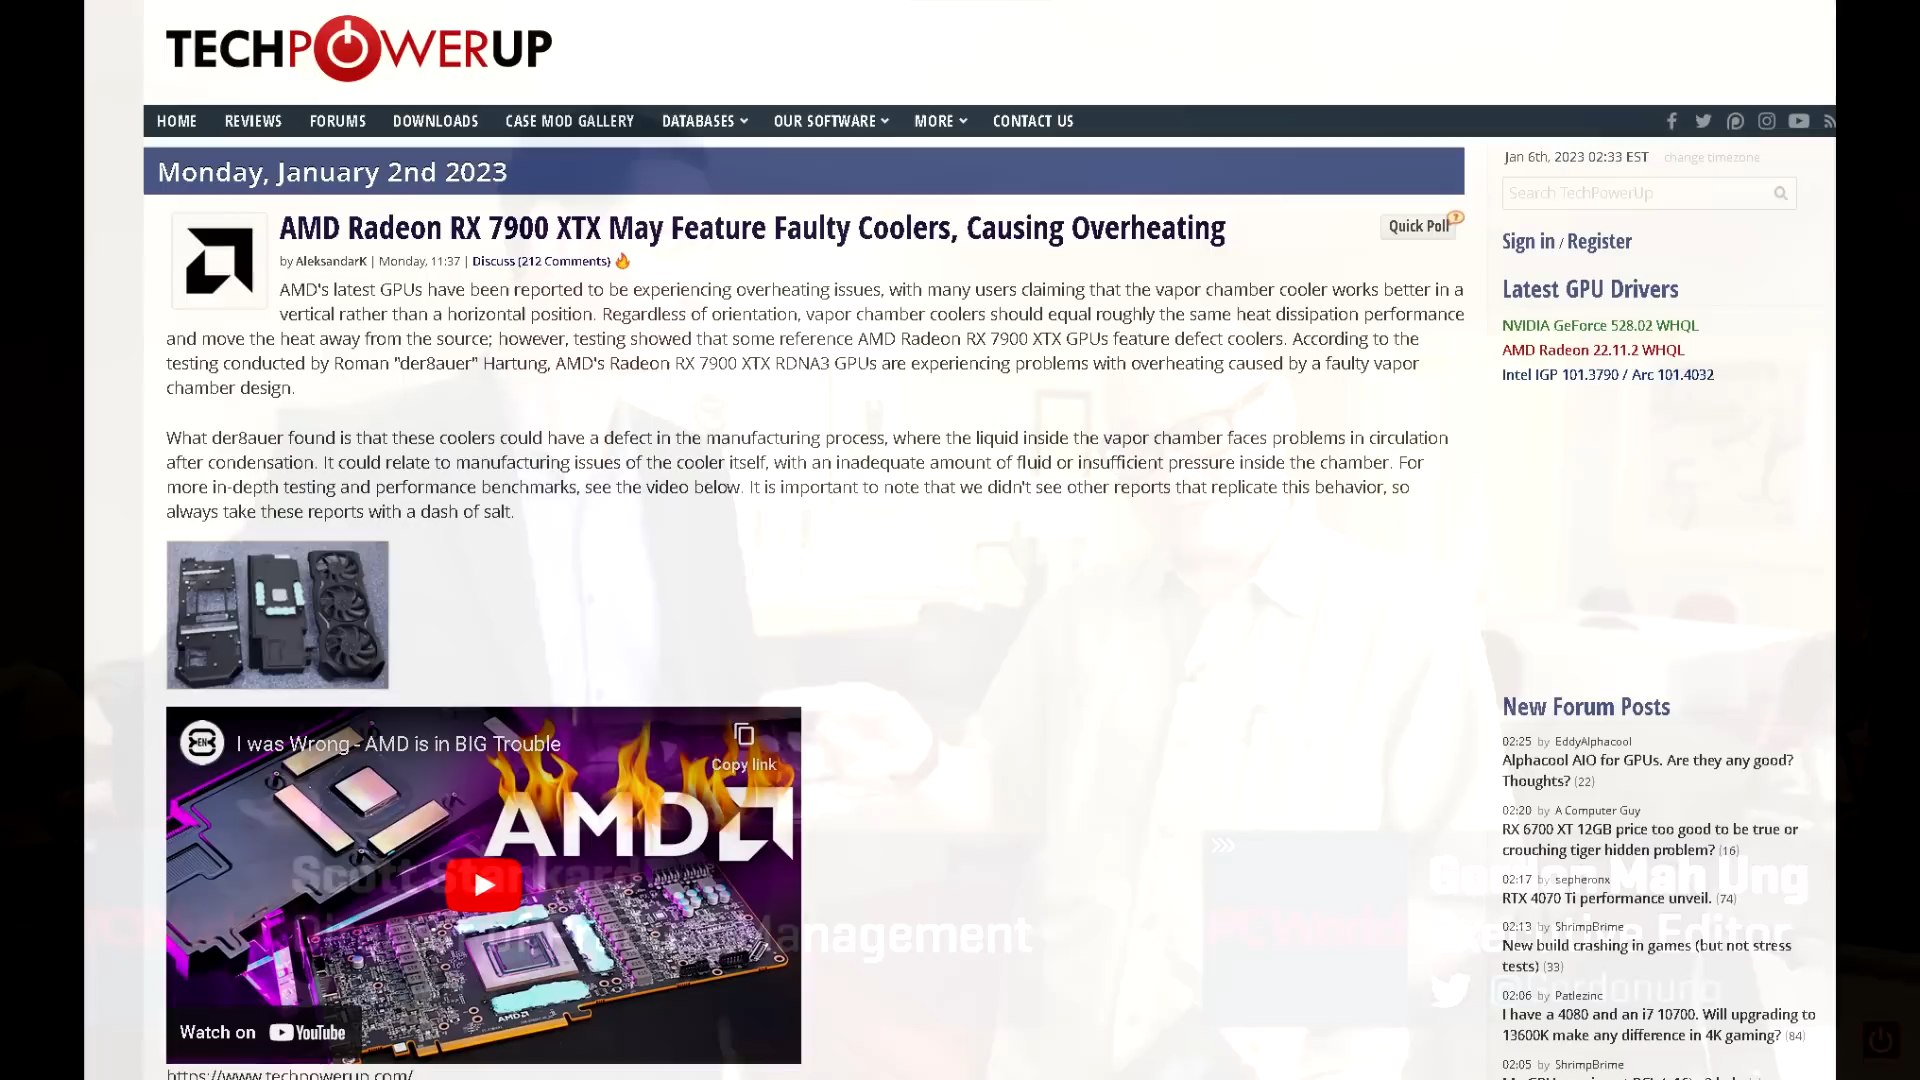 TECHPOWERUP
HOME REVIEWS FORUMS DOWNLOADS CASE MOD GALLERY DATABASES OUR SOFTWARE MORE CONTACT US
Monday, January 2nd 2023
Jan 6th, 2023 02:33 EST change timezone
Search TechPowerUp
AMD Radeon RX 7900 XTX May Feature Faulty Coolers, Causing Overheating
Quick Poll
?
by AleksandarK | Monday, 11:37 | Discuss (212 Comments)
AMD's latest GPUs have been reported to be experiencing overheating issues, with many users claiming that the vapor chamber cooler works better in a
vertical rather than a horizontal position. Regardless of orientation, vapor chamber coolers should equal roughly the same heat dissipation performance
and move the heat away from the source; however, testing showed that some reference AMD Radeon RX 7900 XTX GPUs feature defect coolers. According to the
testing conducted by Roman "der8auer" Hartung, AMD's Radeon RX 7900 XTX RDNA3 GPUs are experiencing problems with overheating caused by a faulty vapor
chamber design.
What der8auer found is that these coolers could have a defect in the manufacturing process, where the liquid inside the vapor chamber faces problems in circulation
after condensation. It could relate to manufacturing issues of the cooler itself, with an inadequate amount of fluid or insufficient pressure inside the chamber. For
more in-depth testing and performance benchmarks, see the video below. It is important to note that we didn't see other reports that replicate this behavior, so
always take these reports with a dash of salt.
EN
I was Wrong - AMD is in BIG Trouble
Copy link
AMD
AMD
Watch on YouTube
https://www.techpowerup.com/
Sign in / Register
Latest GPU Drivers
NVIDIA GeForce 528.02 WHQL
AMD Radeon 22.11.2 WHQL
Intel IGP 101.3790 / Arc 101.4032
New Forum Posts
02:25 by EddyAlphacool
Alphacool AIO for GPUs. Are they any good?
Thoughts? (22)
02:20 by A Computer Guy
RX 6700 XT 12GB price too good to be true or
crouching tiger hidden problem? (16)
02:17 by sepheronx
RTX 4070 Ti performance unveil. (74)
02:13 by ShrimpBrime
New build crashing in games (but not stress
tests) (33)
02:06 by Patlezinc
I have a 4080 and an i7 10700. Will upgrading to
13600K make any difference in 4K gaming? (84)
02:05 by ShrimpBrime
Scott
Management
Gordon Mah Ung
Executive Editor
@Gordonung